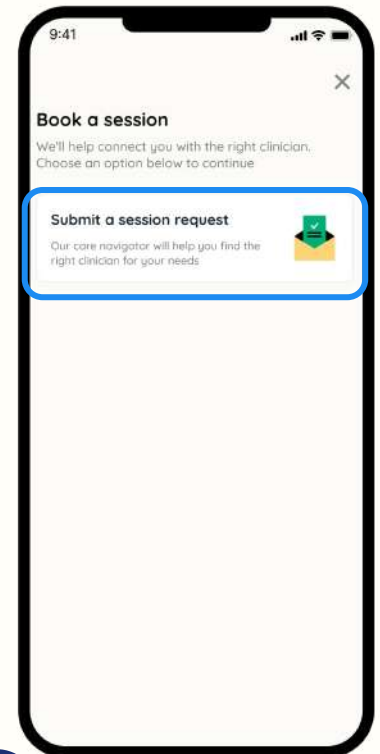 9:41
Book a session
We'll help connect you with the right clinician.
Choose an option below to continue
Submit a session request
Our care navigator will help you find the
right clinician for your needs